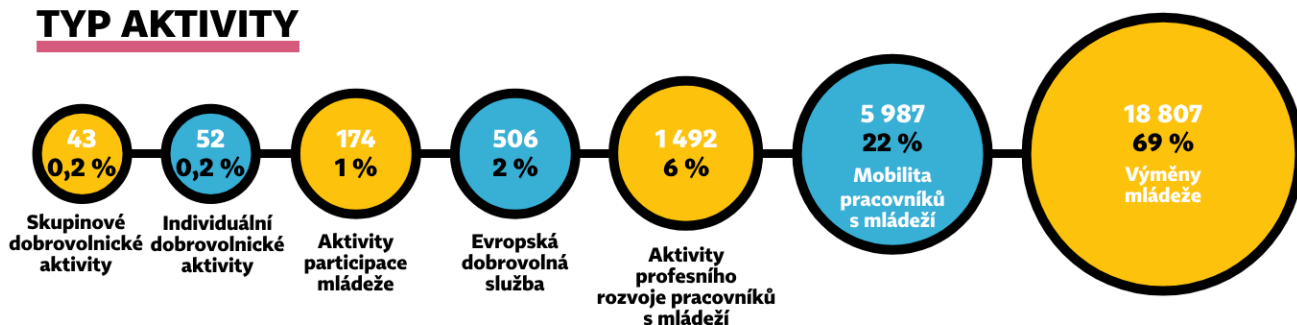 TYP AKTIVITY
43
0,2 %
Skupinové
dobrovolnické
aktivity
52
0,2 %
Individuální
dobrovolnické
aktivity
174
1 %
Aktivity
participace
mládeže
506
2 %
Evropská
dobrovolná
služba
1 492
6 %
Aktivity
profesního
rozvoje pracovníků
s mládeží
5 987
22 %
Mobilita
pracovníků
s mládeží
18 807
69 %
Výměny
mládeže